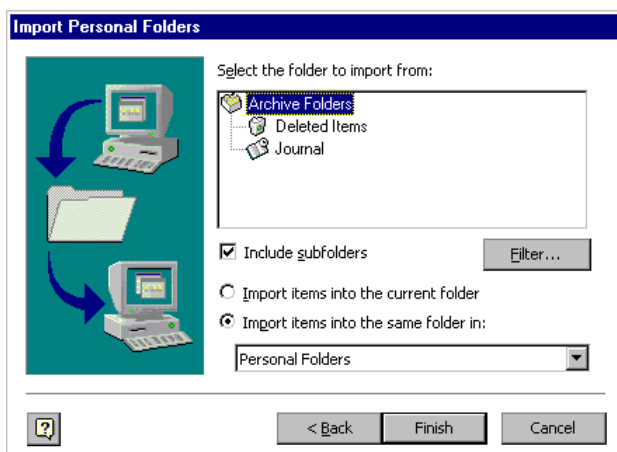 Import Personal Folders
Select the folder to import from:
Archive Folders
Deleted Items
Journal
Include subfolders
Filter...
Import items into the current folder
Import items into the same folder in:
Personal Folders
?
< Back
Finish
Cancel